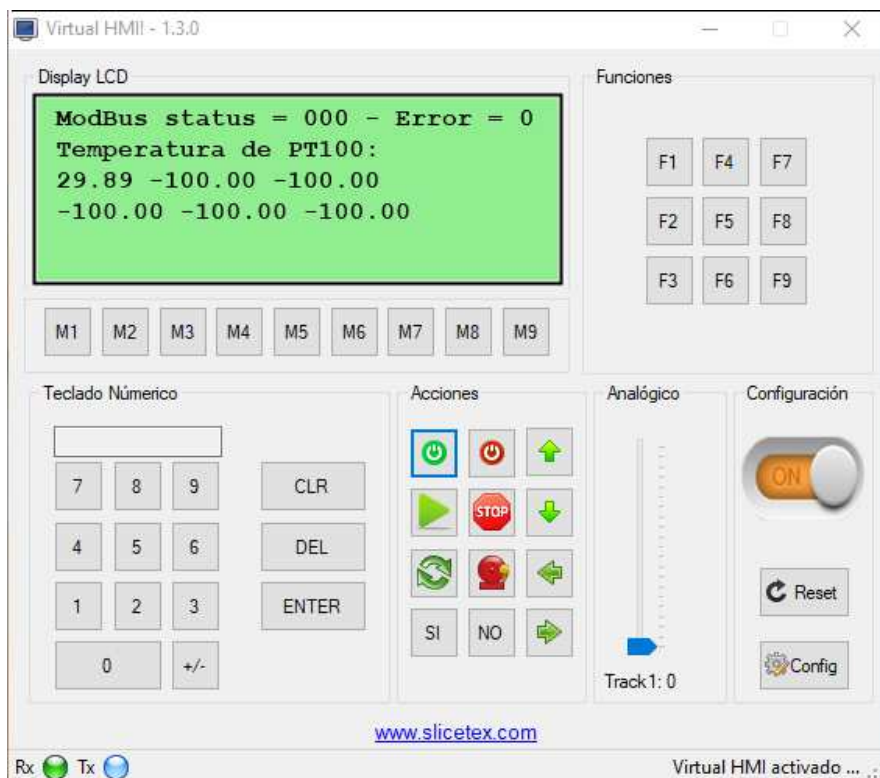 Virtual HMI! - 1.3.0
Display LCD
ModBus status = 000 - Error = 0
Temperatura de PT100:
29.89 -100.00 -100.00
-100.00 -100.00 -100.00
M1 M2 M3 M4 M5 M6 M7 M8 M9
Funciones
F1 F4 F7
F2 F5 F8
F3 F6 F9
Teclado Númerico
7 8 9 CLR
4 5 6 DEL
1 2 3 ENTER
0 +/-
Acciones
STOP
SI NO
Analógico
Track1: 0
Configuración
ON
Reset
Config
www.slicetex.com
Rx Tx
Virtual HMI activado ...